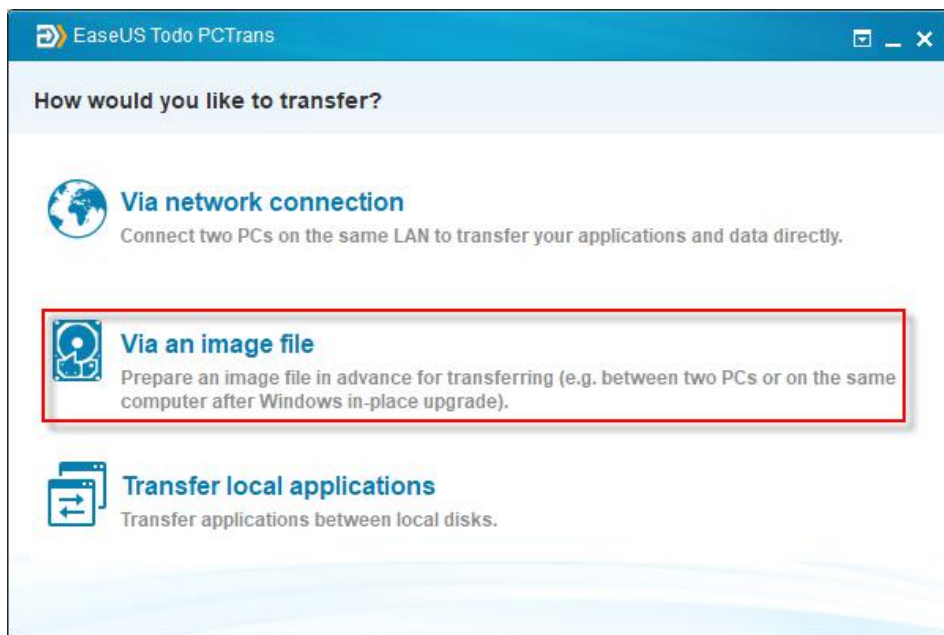 EaseUS Todo PCTrans
How would you like to transfer?
Via network connection
Connect two PCs on the same LAN to transfer your applications and data directly.
Via an image file
Prepare an image file in advance for transferring (e.g. between two PCs or on the same
computer after Windows in-place upgrade).
Transfer local applications
Transfer applications between local disks.